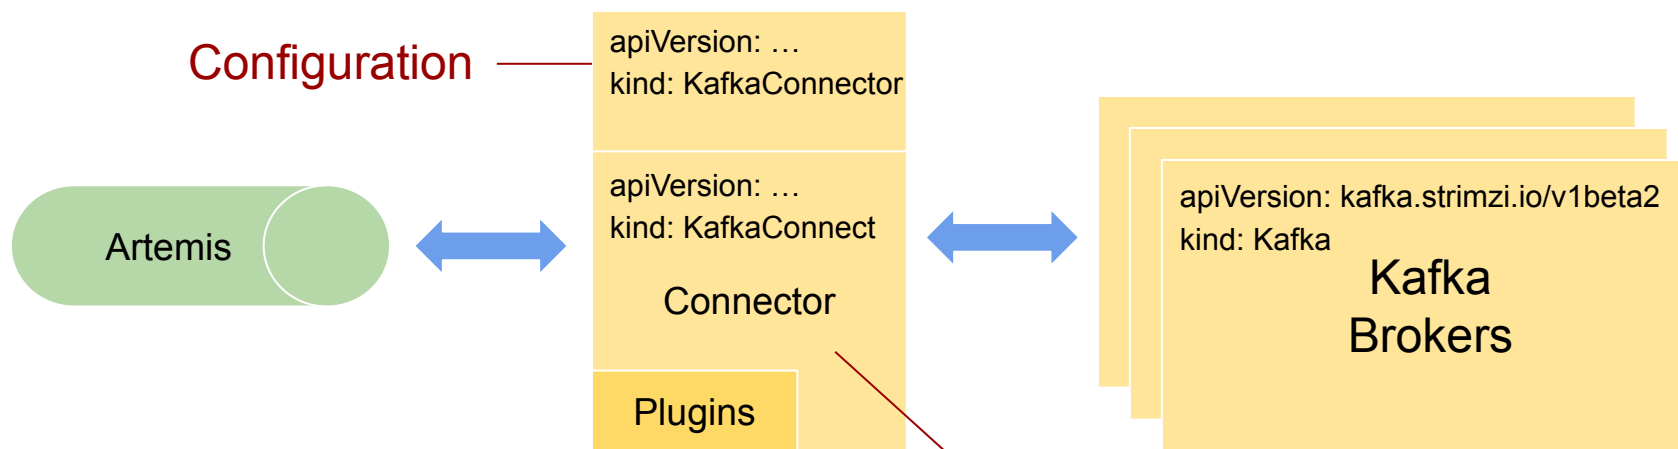 Configuration
apiVersion: …
kind: KafkaConnector
Artemis
apiVersion: …
kind: KafkaConnect
Connector
Plugins
apiVersion: kafka.strimzi.io/v1beta2
kind: Kafka
Kafka
Brokers